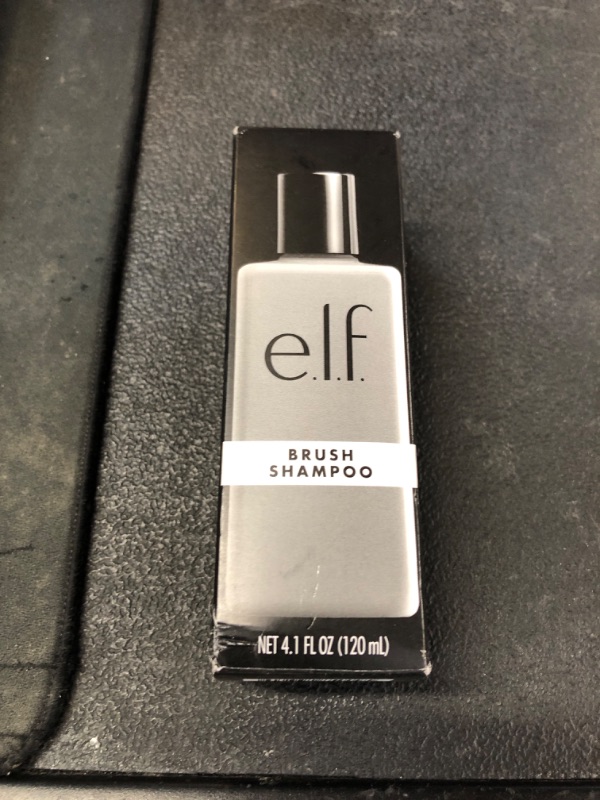 e.l.f.
BRUSH
SHAMPOO
NET 4.1 FL OZ (120 mL)